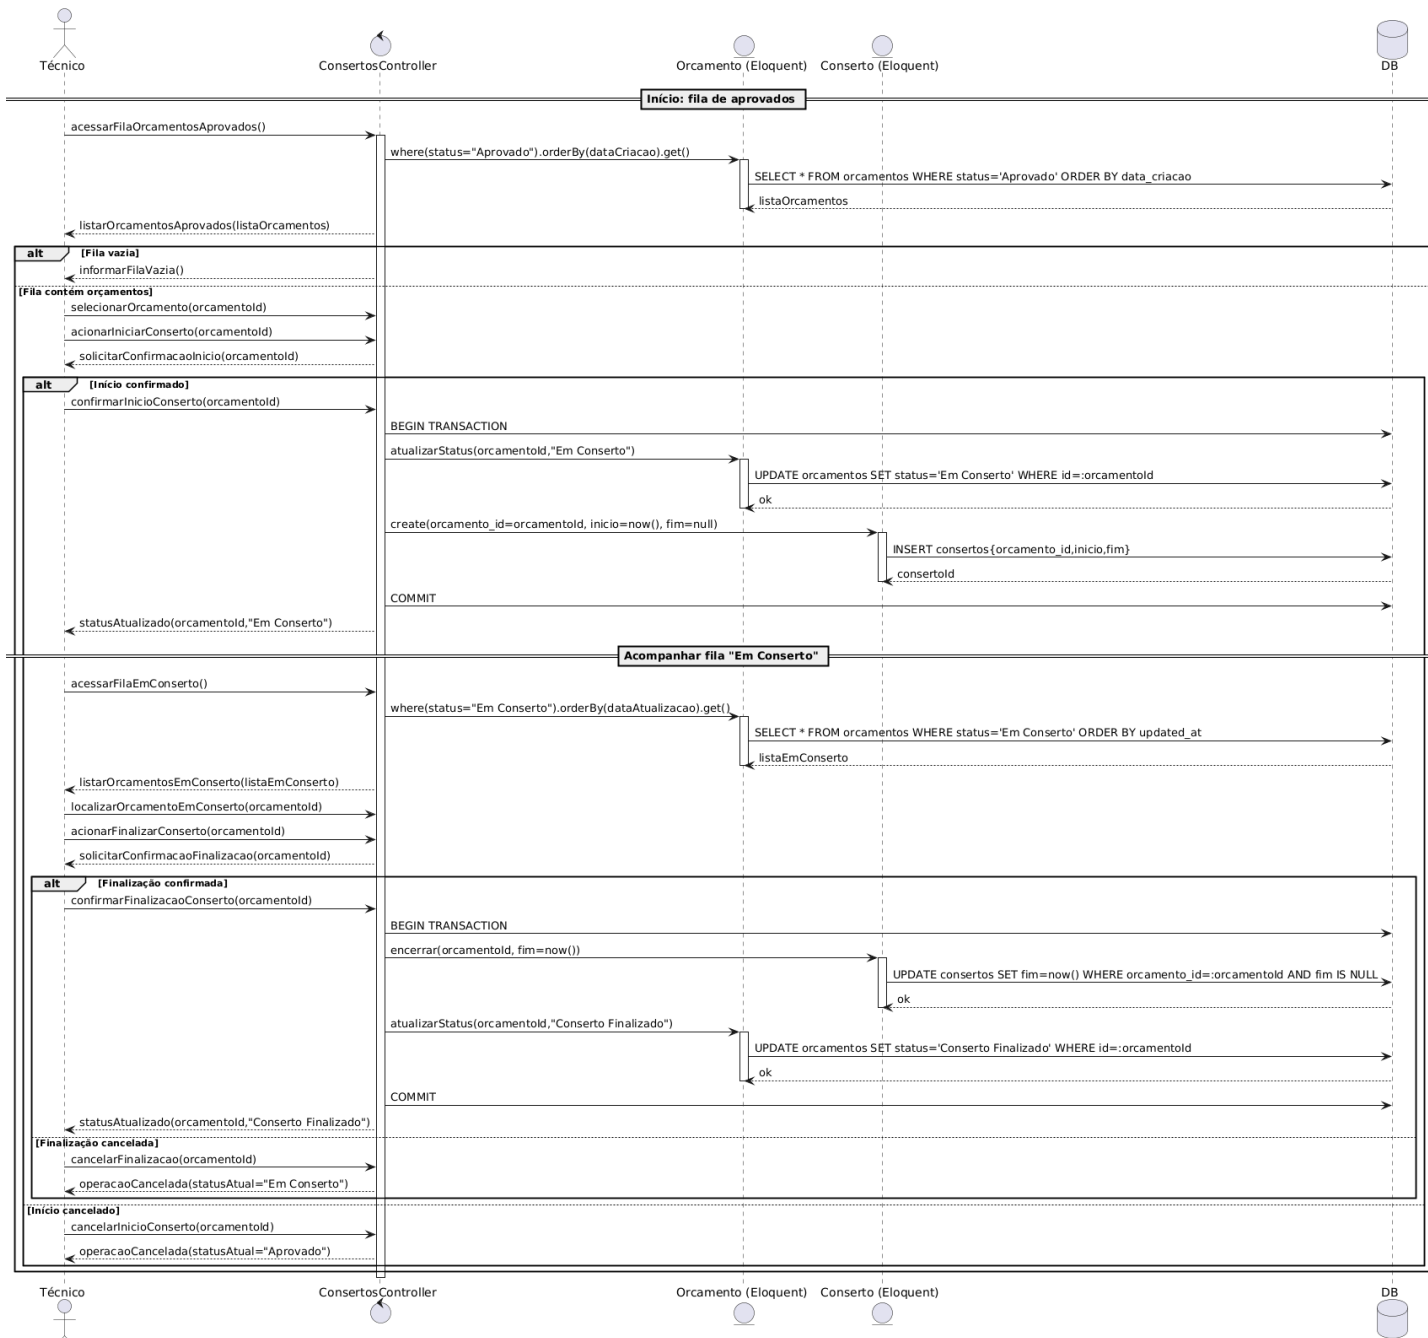 Técnico
ConsertosController
Orcamento (Eloquent)
Conserto (Eloquent)
DB
Início: fila de aprovados
acessarFilaOrcamentosAprovados()
where(status="Aprovado").orderBy(dataCriacao).get()
SELECT * FROM orcamentos WHERE status='Aprovado' ORDER BY data_criacao
listaOrcamentos
listarOrcamentosAprovados(listaOrcamentos)
alt [Fila vazia]
informarFilaVazia()
[Fila contém orçamentos]
selecionarOrcamento(orcamentoId)
acionarIniciarConserto(orcamentoId)
solicitarConfirmacaoInicio(orcamentoId)
alt [Início confirmado]
confirmarInicioConserto(orcamentoId)
BEGIN TRANSACTION
atualizarStatus(orcamentoId,"Em Conserto")
UPDATE orcamentos SET status='Em Conserto' WHERE id=:orcamentoId
ok
create(orcamento_id=orcamentoId, inicio=now(), fim=null)
INSERT consertos{orcamento_id,inicio,fim}
consertoId
COMMIT
statusAtualizado(orcamentoId,"Em Conserto")
Acompanhar fila "Em Conserto"
acessarFilaEmConserto()
where(status="Em Conserto").orderBy(dataAtualizacao).get()
SELECT * FROM orcamentos WHERE status='Em Conserto' ORDER BY updated_at
listaEmConserto
listarOrcamentosEmConserto(listaEmConserto)
localizarOrcamentoEmConserto(orcamentoId)
acionarFinalizarConserto(orcamentoId)
solicitarConfirmacaoFinalizacao(orcamentoId)
alt [Finalização confirmada]
confirmarFinalizacaoConserto(orcamentoId)
BEGIN TRANSACTION
encerrar(orcamentoId, fim=now())
UPDATE consertos SET fim=now() WHERE orcamento_id=:orcamentoId AND fim IS NULL
ok
atualizarStatus(orcamentoId,"Conserto Finalizado")
UPDATE orcamentos SET status='Conserto Finalizado' WHERE id=:orcamentoId
ok
COMMIT
statusAtualizado(orcamentoId,"Conserto Finalizado")
[Finalização cancelada]
cancelarFinalizacao(orcamentoId)
operacaoCancelada(statusAtual="Em Conserto")
[Início cancelado]
cancelarInicioConserto(orcamentoId)
operacaoCancelada(statusAtual="Aprovado")
Técnico
ConsertosController
Orcamento (Eloquent)
Conserto (Eloquent)
DB